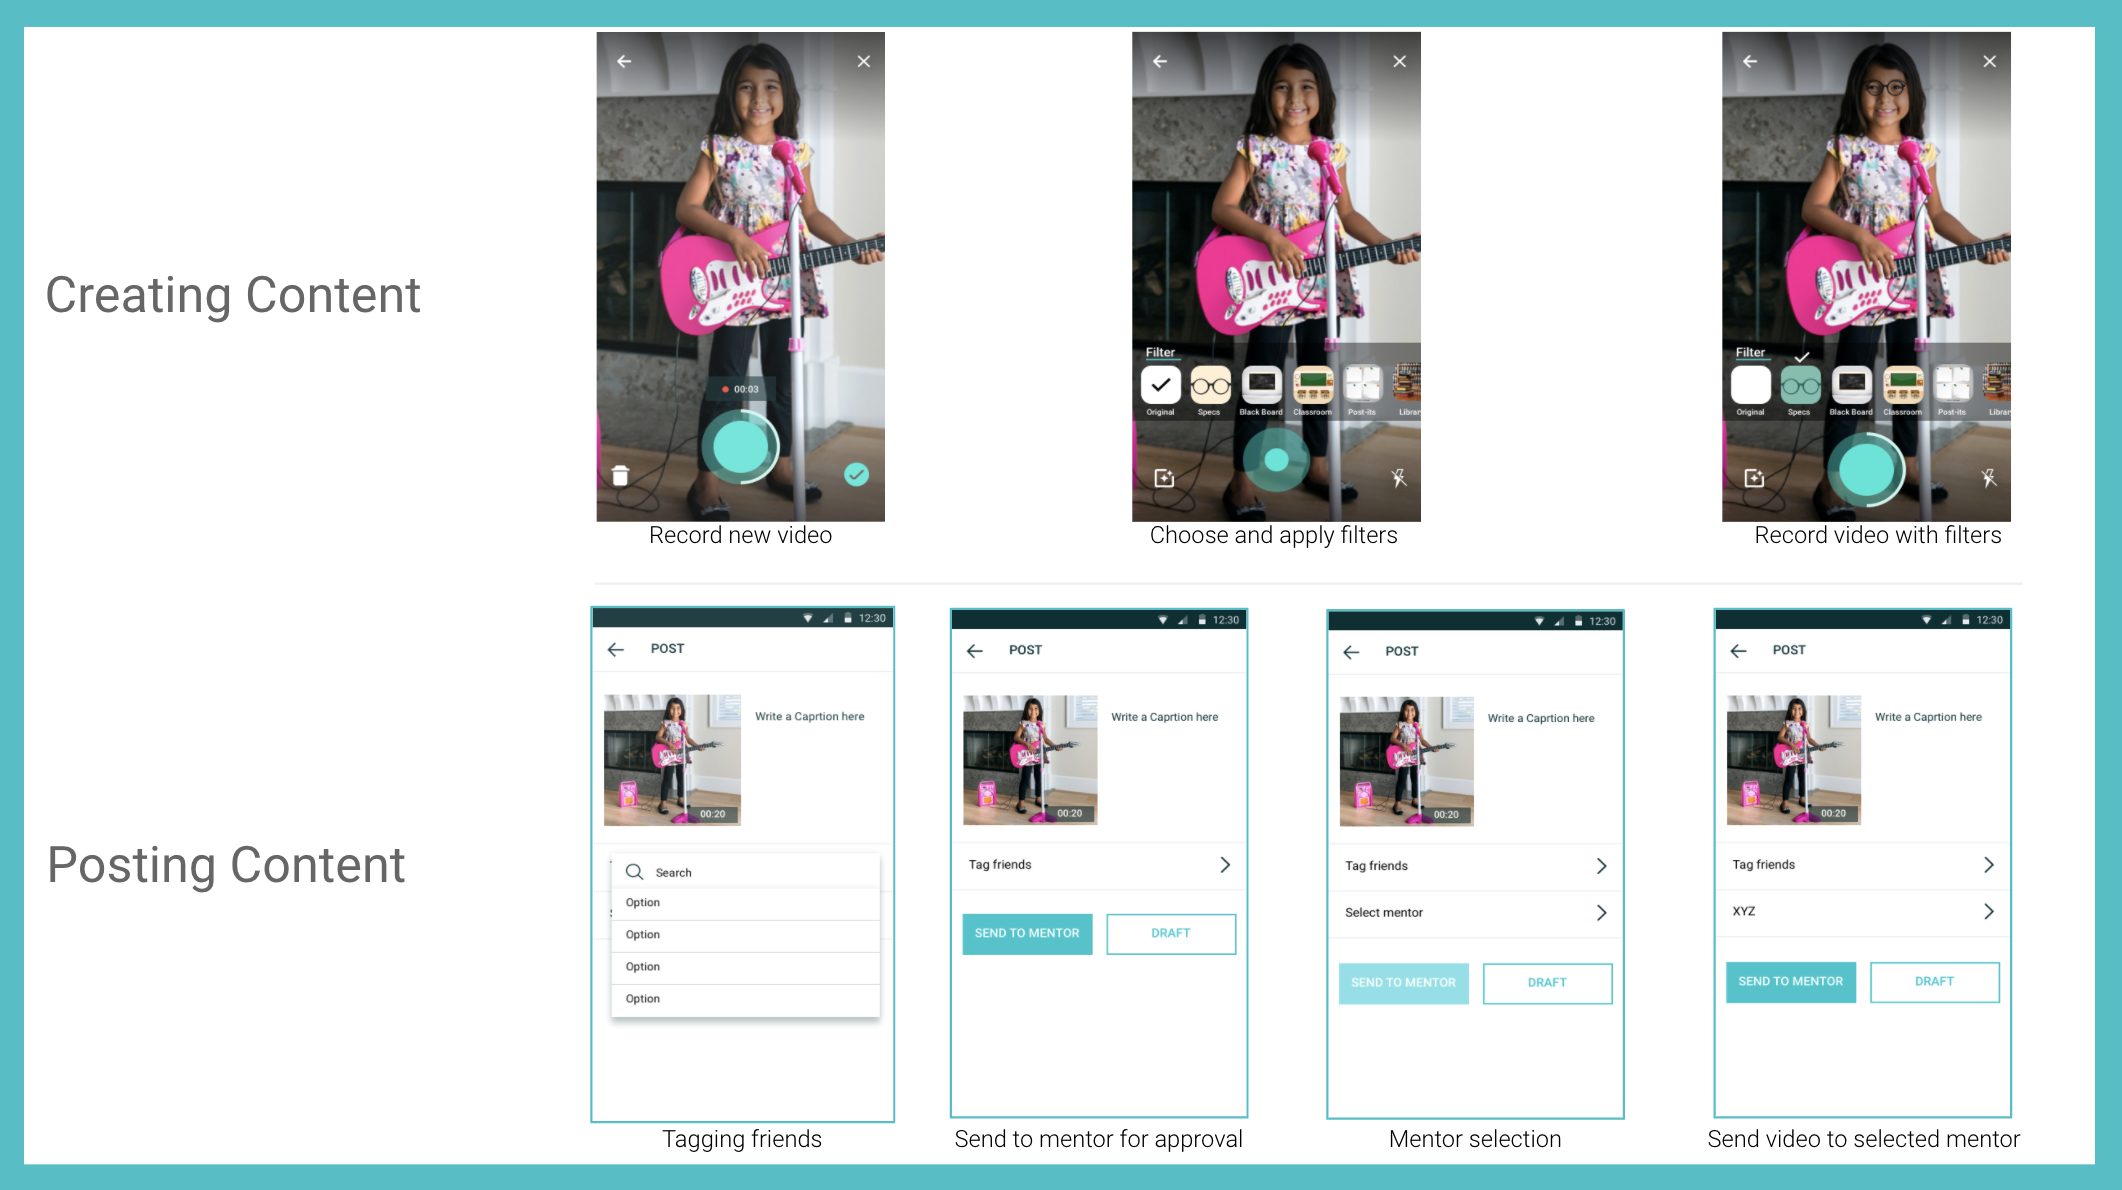 Creating Content
00:03
Record new video
Filter
Original Specs Black Board Classroom Post-its Librar
Choose and apply filters
Filter
Original Specs Black Board Classroom Post-its Librar
Record video with filters
Posting Content
12:30
POST
Write a Caprtion here
00:20
Search
Option
Option
Option
Option
Tagging friends
12:30
POST
Write a Caprtion here
00:20
Tag friends
SEND TO MENTOR DRAFT
Send to mentor for approval
12:30
POST
Write a Caprtion here
00:20
Tag friends
Select mentor
SEND TO MENTOR DRAFT
Mentor selection
12:30
POST
Write a Caprtion here
00:20
Tag friends
XYZ
SEND TO MENTOR DRAFT
Send video to selected mentor